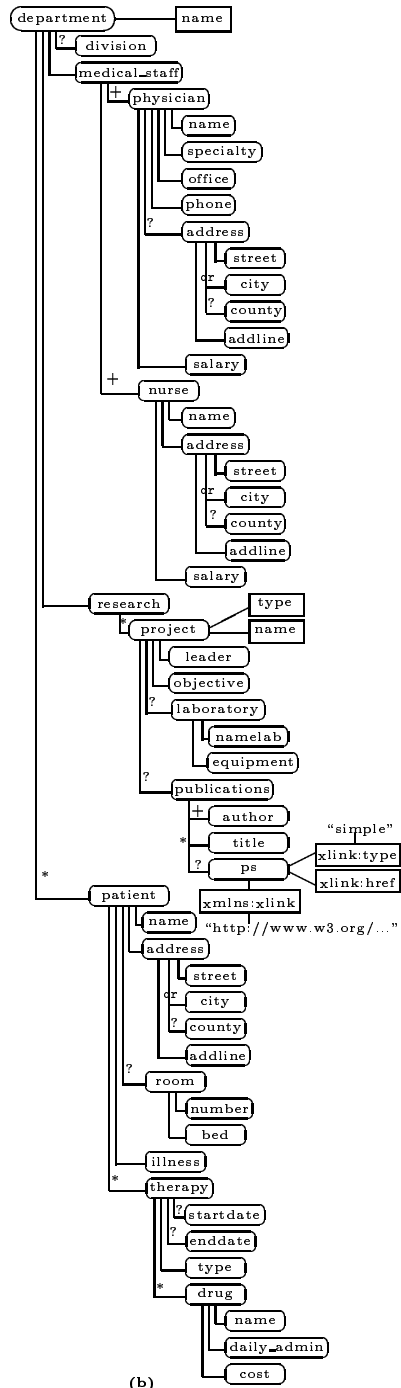 department name
? division
medical_staff
+ physician
name
specialty
office
phone
? address
street
or city
? county
addline
salary
+ nurse
name
address
street
or city
? county
addline
salary
research type
* project name
leader
objective
? laboratory
namelab
equipment
? publications
+ author "simple"
* title xlink:type
? ps xlink:href
* patient xmlns:xlink
name "http://www.w3.org/..."
address
street
or city
? county
addline
? room
number
bed
illness
* therapy
? startdate
? enddate
type
* drug
name
daily_admin
cost
(b)